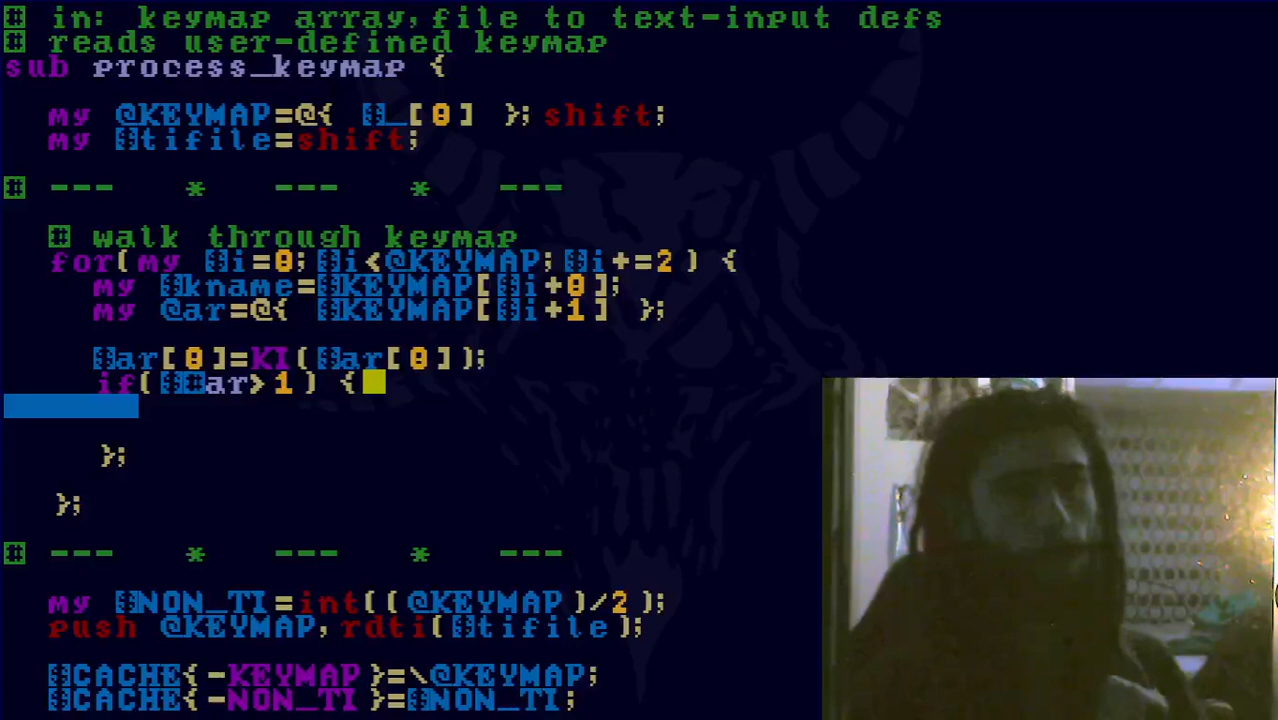 # in: keymap array,file to text-input defs
# reads user-defined keymap
sub process_keymap {
my @KEYMAP=@{ $_[0] }; shift;
my $tifile=shift;
# --- * --- * ---
# walk through keymap
for(my $i=0;$i<@KEYMAP;$i+=2) {
my $kname=$KEYMAP[$i+0];
my @ar=@{ $KEYMAP[$i+1] };
$ar[0]=KI($ar[0]);
if($#ar>1) {
};
};
# --- * --- * ---
my $NON_TI=int((@KEYMAP)/2);
push @KEYMAP,rdti($tifile);
$CACHE{-KEYMAP}=\@KEYMAP;
$CACHE{-NON_TI}=$NON_TI;